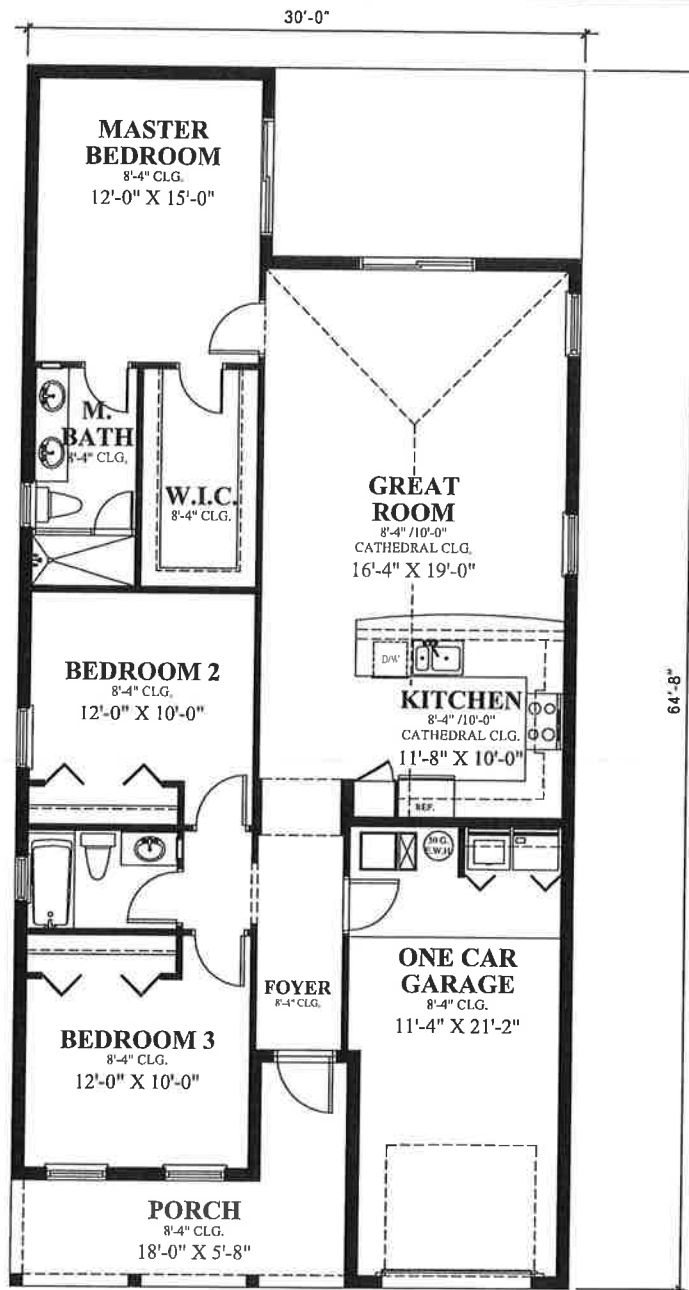 30'-0"
MASTER
BEDROOM
8'-4" CLG.
12'-0" X 15'-0"
M.
BATH
8'-4" CLG.
W.I.C.
8'-4" CLG.
GREAT
ROOM
8'-4" /10'-0"
CATHEDRAL CLG.
16'-4" X 19'-0"
64'-8"
BEDROOM 2
8'-4" CLG.
12'-0" X 10'-0"
D/W
KITCHEN
8'-4" /10'-0"
CATHEDRAL CLG.
11'-8" X 10'-0"
REF.
30 G.
E.W.H
FOYER
8'-4" CLG.
ONE CAR
GARAGE
8'-4" CLG.
11'-4" X 21'-2"
BEDROOM 3
8'-4" CLG.
12'-0" X 10'-0"
PORCH
8'-4" CLG.
18'-0" X 5'-8"